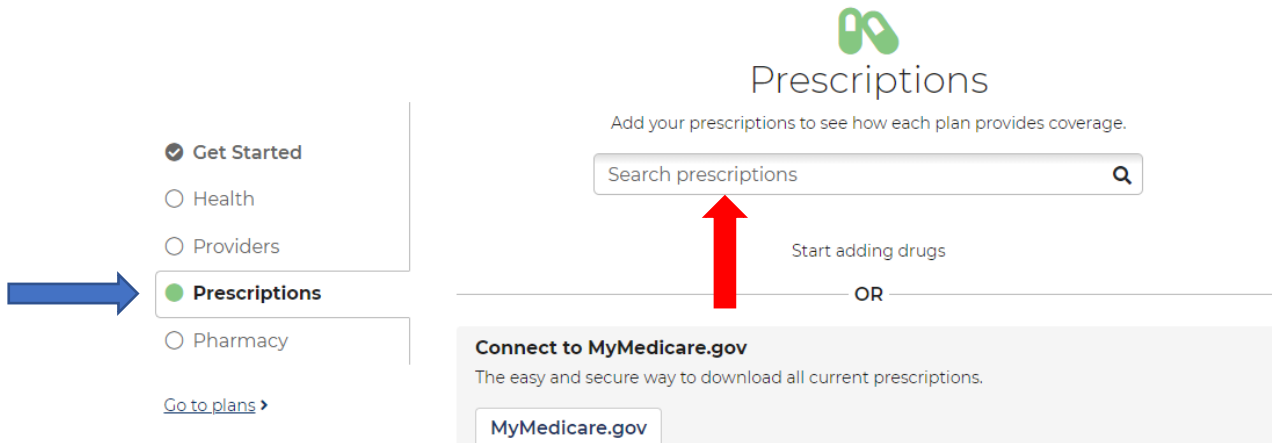 Prescriptions
Add your prescriptions to see how each plan provides coverage.
Get Started
Health
Providers
Prescriptions
Pharmacy
Go to plans >
Search prescriptions
Start adding drugs
OR
Connect to MyMedicare.gov
The easy and secure way to download all current prescriptions.
MyMedicare.gov